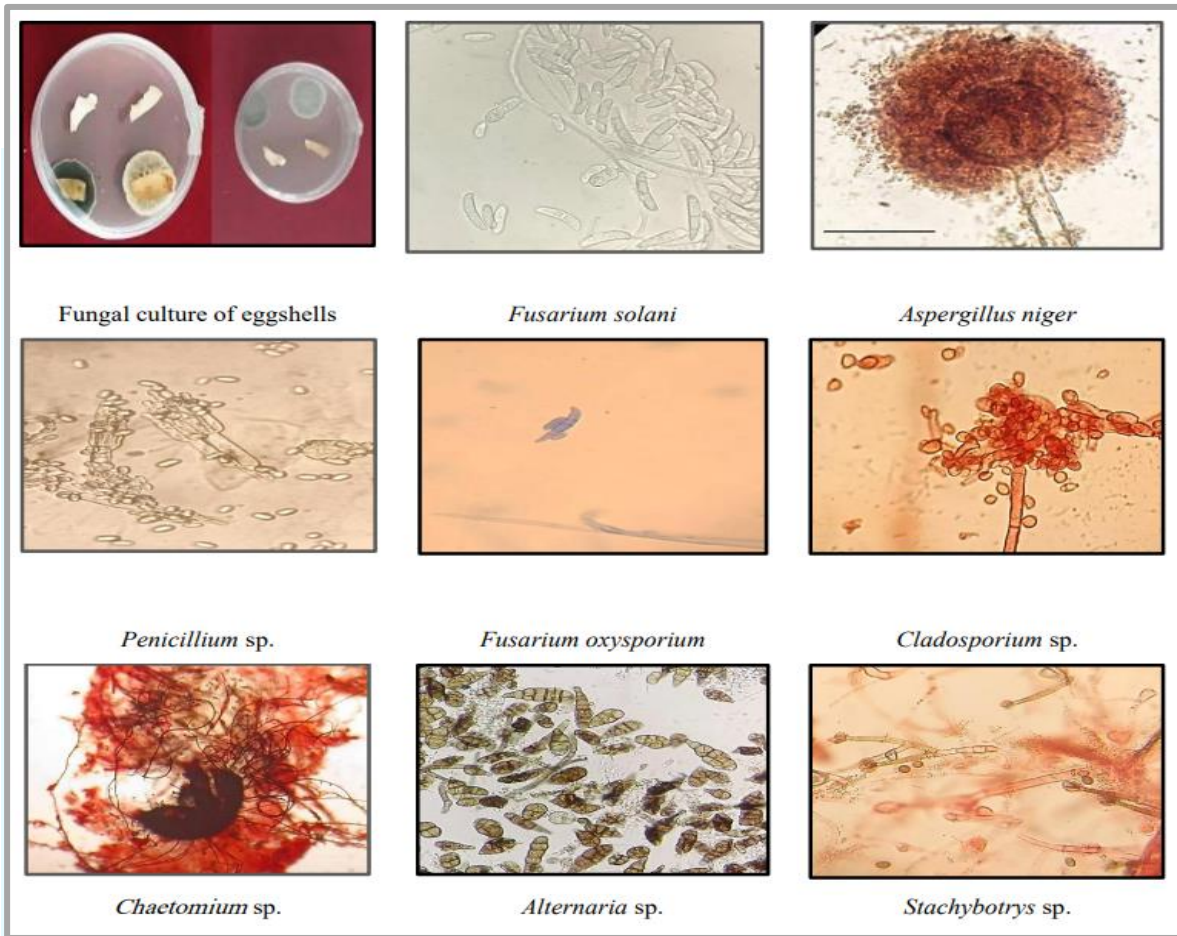 Fungal culture of eggshells
Fusarium solani
Aspergillus niger
Penicillium sp.
Fusarium oxysporium
Cladosporium sp.
Chaetomium sp.
Alternaria sp.
Stachybotrys sp.